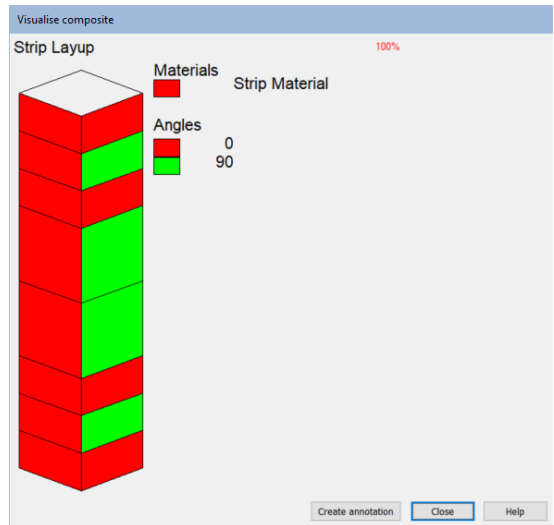 Visualise composite
Strip Layup
100%
Materials
Strip Material
Angles
0
90
Create annotation
Close
Help